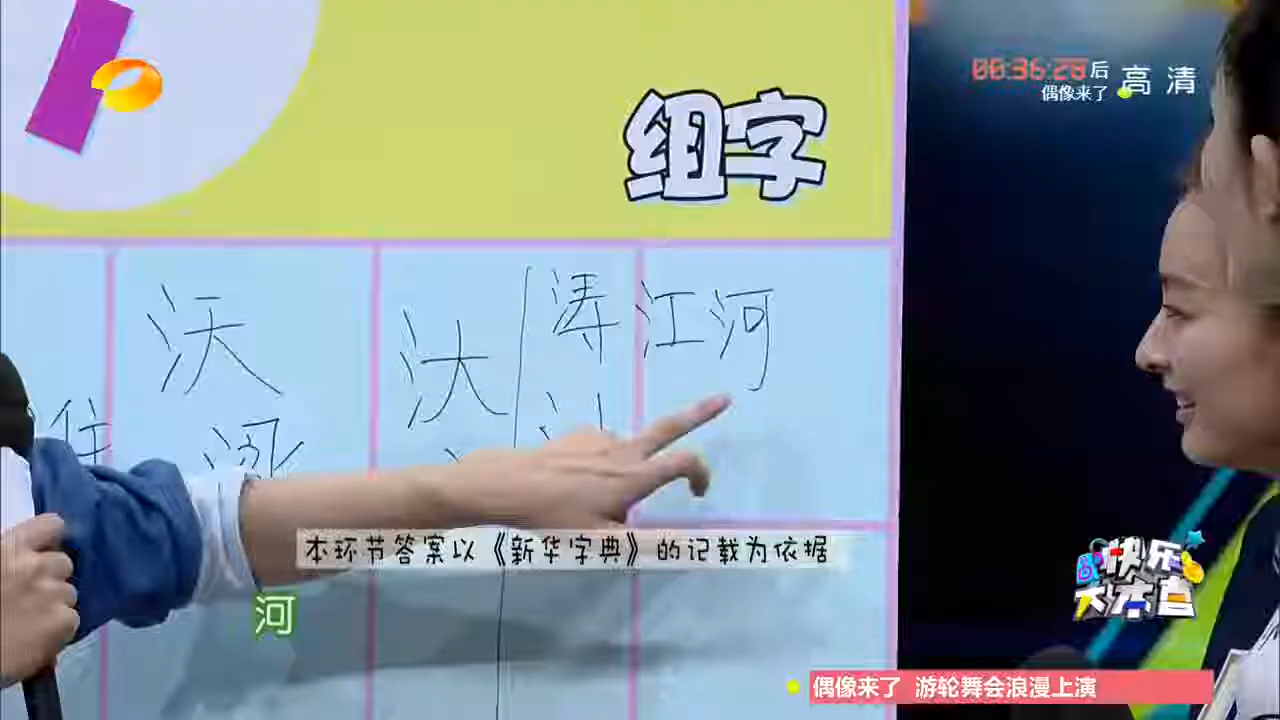 06:36:28后
偶像来了
高清
组字
沃 汏 涛 江 河
住 梁
本环节答案以《新华字典》的记载为依据
河
快乐
大本营
偶像来了 游轮舞会浪漫上演